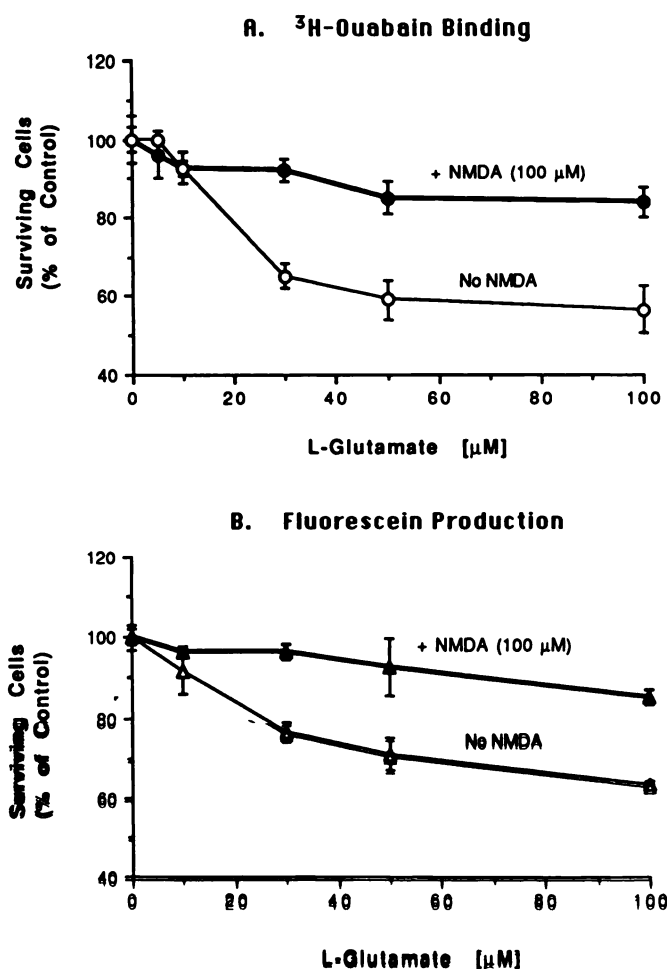 A. ³H-Ouabain Binding
120
100
80
60
40
Surviving Cells
(% of Control)
+ NMDA (100 μM)
No NMDA
0 20 40 60 80 100
L-Glutamate [μM]
B. Fluorescein Production
120
100
80
60
40
Surviving Cells
(% of Control)
+ NMDA (100 μM)
No NMDA
0 20 40 60 80 100
L-Glutamate [μM]